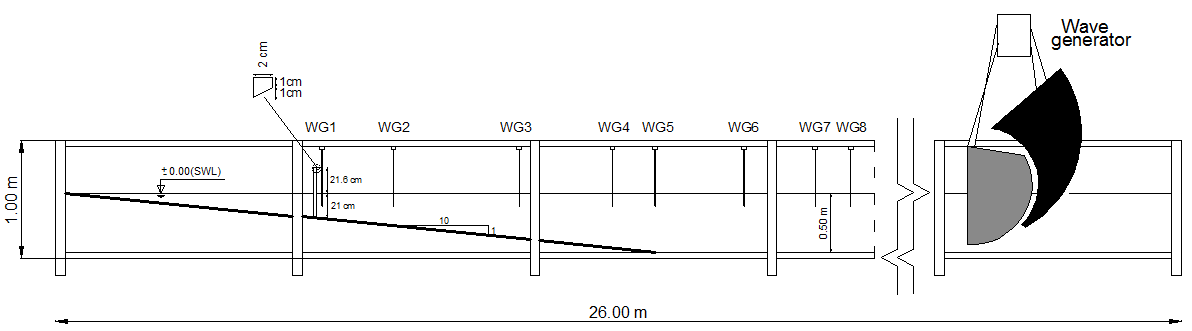 Wave
generator
2 cm
1cm
1cm
WG1 WG2 WG3 WG4 WG5 WG6 WG7 WG8
±0.00(SWL)
21.6 cm
21 cm
1.00 m
10
1
0.50 m
26.00 m